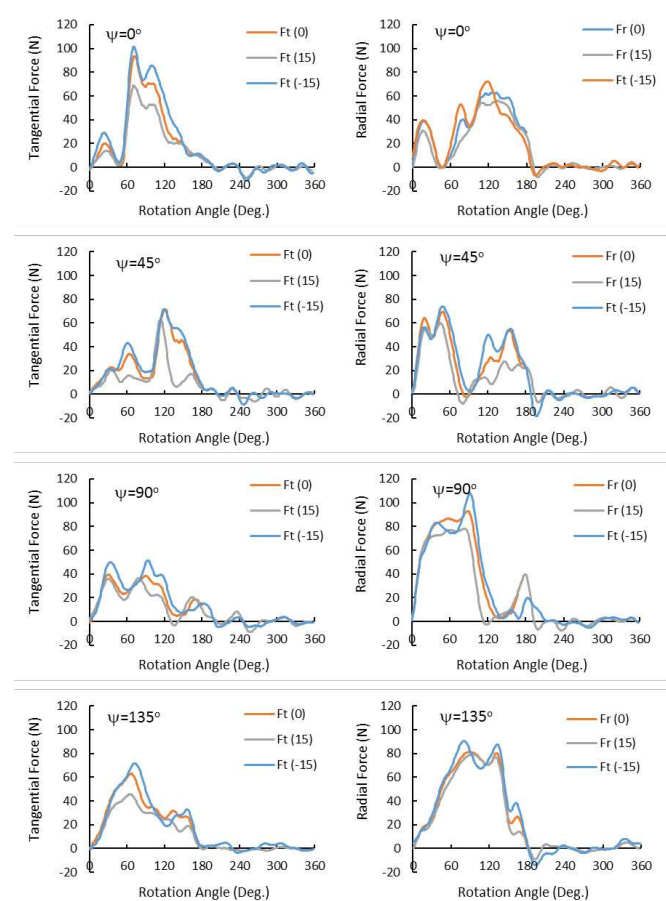 120
100
80
60
40
20
0
-20
0 60 120 180 240 300 360
Tangential Force (N)
Rotation Angle (Deg.)
ψ=0°
Ft (0)
Ft (15)
Ft (-15)
120
100
80
60
40
20
0
-20
0 60 120 180 240 300 360
Radial Force (N)
Rotation Angle (Deg.)
ψ=0°
Fr (0)
Fr (15)
Ft (-15)
120
100
80
60
40
20
0
-20
0 60 120 180 240 300 360
Tangential Force (N)
Rotation Angle (Deg.)
ψ=45°
Ft (0)
Ft (15)
Ft (-15)
120
100
80
60
40
20
0
-20
0 60 120 180 240 300 360
Radial Force (N)
Rotation Angle (Deg.)
ψ=45°
Fr (0)
Fr (15)
Ft (-15)
120
100
80
60
40
20
0
-20
0 60 120 180 240 300 360
Tangential Force (N)
Rotation Angle (Deg.)
ψ=90°
Ft (0)
Ft (15)
Ft (-15)
120
100
80
60
40
20
0
-20
0 60 120 180 240 300 360
Radial Force (N)
Rotation Angle (Deg.)
ψ=90°
Fr (0)
Fr (15)
Ft (-15)
120
100
80
60
40
20
0
-20
0 60 120 180 240 300 360
Tangential Force (N)
Rotation Angle (Deg.)
ψ=135°
Ft (0)
Ft (15)
Ft (-15)
120
100
80
60
40
20
0
-20
0 60 120 180 240 300 360
Radial Force (N)
Rotation Angle (Deg.)
ψ=135°
Fr (0)
Fr (15)
Ft (-15)